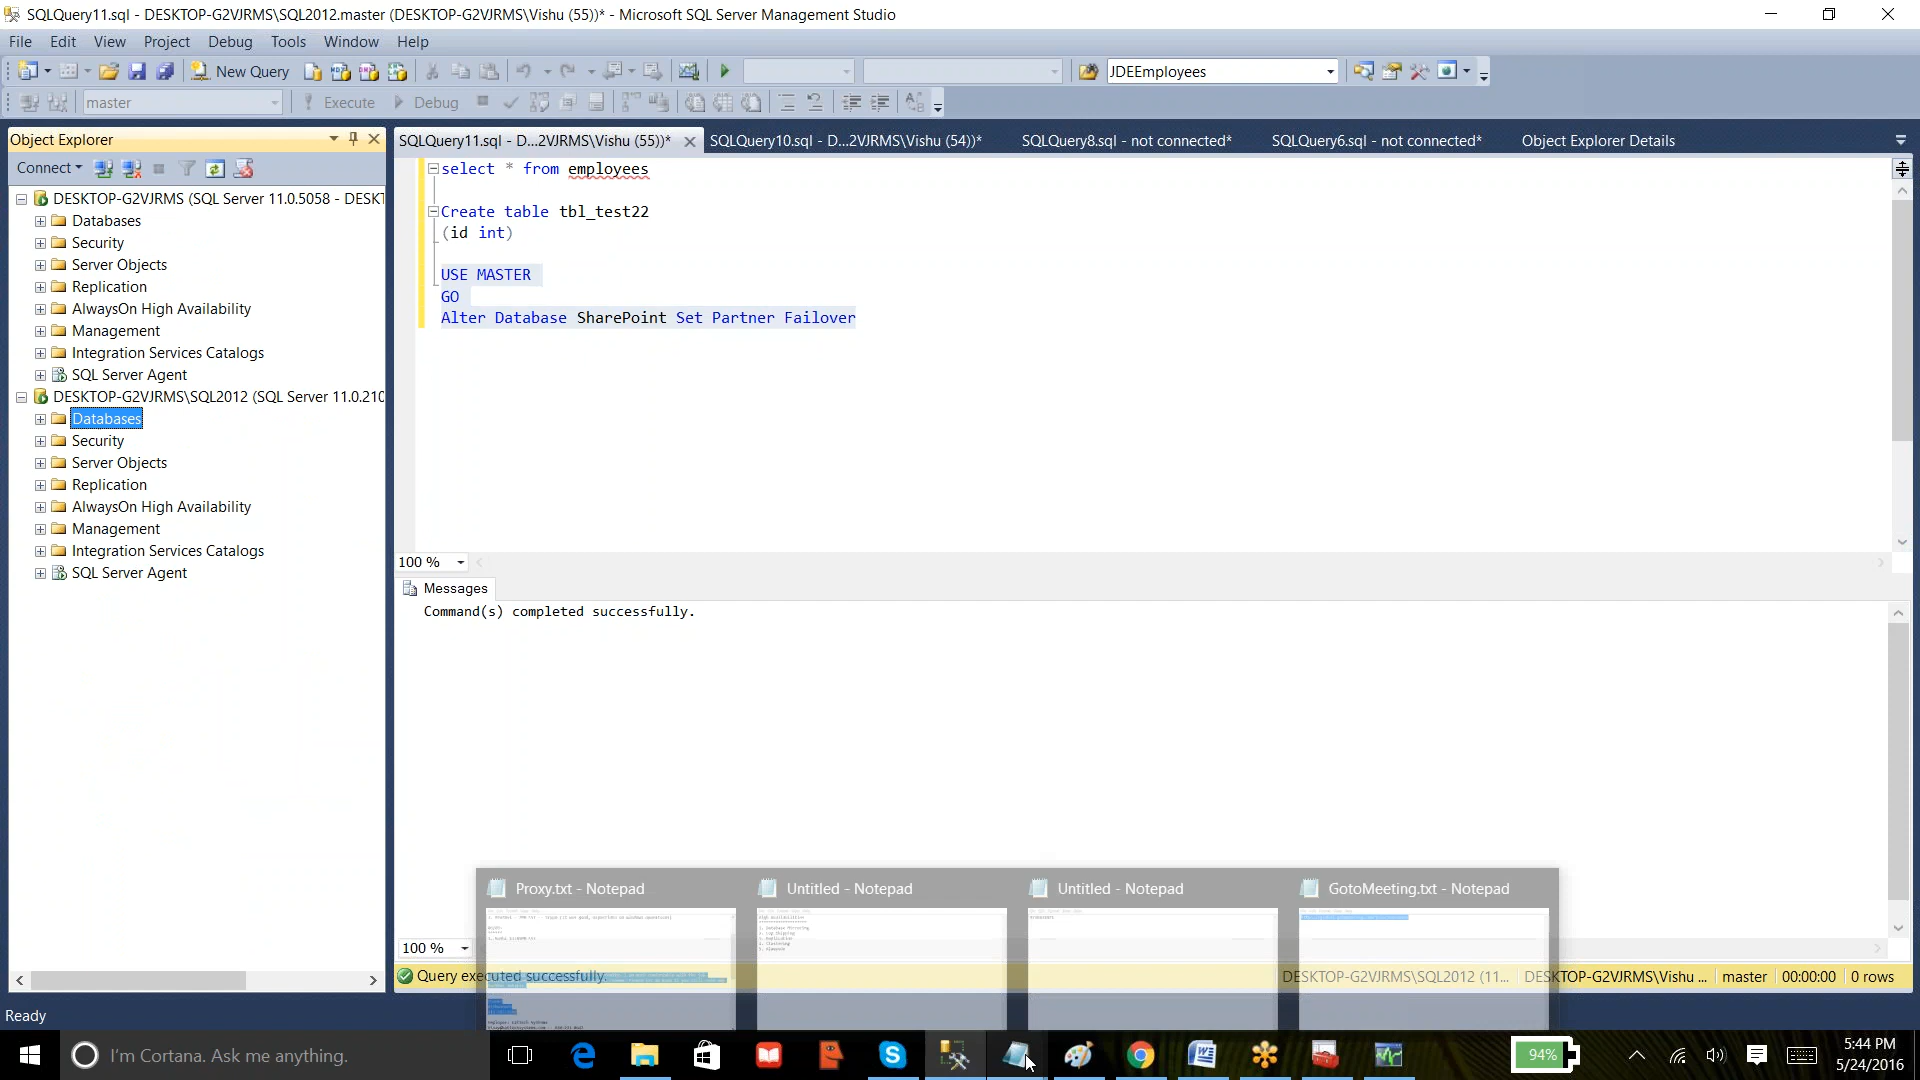 SQLQuery11.sql - DESKTOP-G2VJRMS\SQL2012.master (DESKTOP-G2VJRMS\Vishu (55))* - Microsoft SQL Server Management Studio
File Edit View Project Debug Tools Window Help
New Query JDEEmployees
master Execute Debug
Object Explorer
SQLQuery11.sql - D...2VJRMS\Vishu (55))* SQLQuery10.sql - D...2VJRMS\Vishu (54))* SQLQuery8.sql - not connected* SQLQuery6.sql - not connected* Object Explorer Details
Connect
DESKTOP-G2VJRMS (SQL Server 11.0.5058 - DESKT
Databases
Security
Server Objects
Replication
AlwaysOn High Availability
Management
Integration Services Catalogs
SQL Server Agent
DESKTOP-G2VJRMS\SQL2012 (SQL Server 11.0.210
Databases
Security
Server Objects
Replication
AlwaysOn High Availability
Management
Integration Services Catalogs
SQL Server Agent
select * from employees
Create table tbl_test22
(id int)
USE MASTER
GO
Alter Database SharePoint Set Partner Failover
100 %
Messages
Command(s) completed successfully.
Proxy.txt - Notepad Untitled - Notepad Untitled - Notepad GotoMeeting.txt - Notepad
100 %
Query executed successfully. DESKTOP-G2VJRMS\SQL2012 (11... DESKTOP-G2VJRMS\Vishu ... master 00:00:00 0 rows
Ready
I'm Cortana. Ask me anything.
94%
5:44 PM
5/24/2016